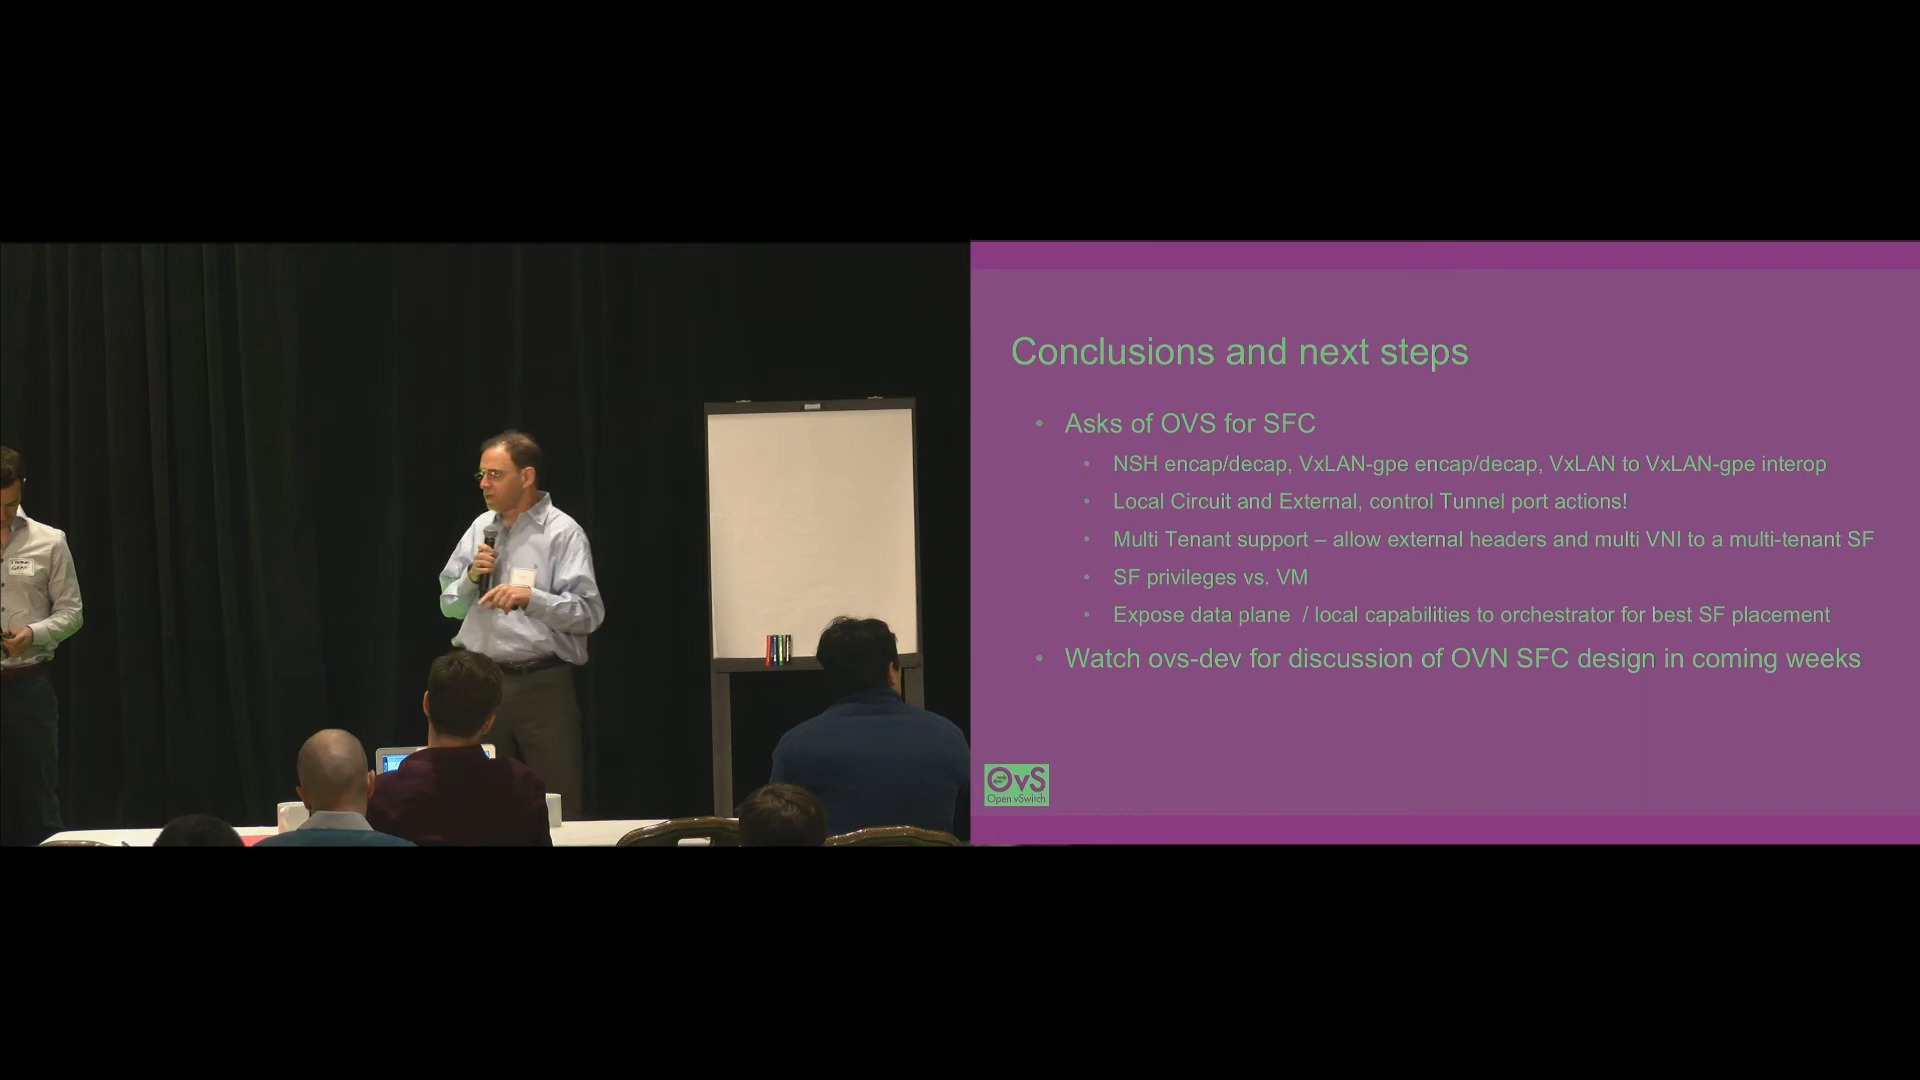 Conclusions and next steps
• Asks of OVS for SFC
• NSH encap/decap, VxLAN-gpe encap/decap, VxLAN to VxLAN-gpe interop
• Local Circuit and External, control Tunnel port actions!
• Multi Tenant support – allow external headers and multi VNI to a multi-tenant SF
• SF privileges vs. VM
• Expose data plane / local capabilities to orchestrator for best SF placement
• Watch ovs-dev for discussion of OVN SFC design in coming weeks
OvS
Open vSwitch